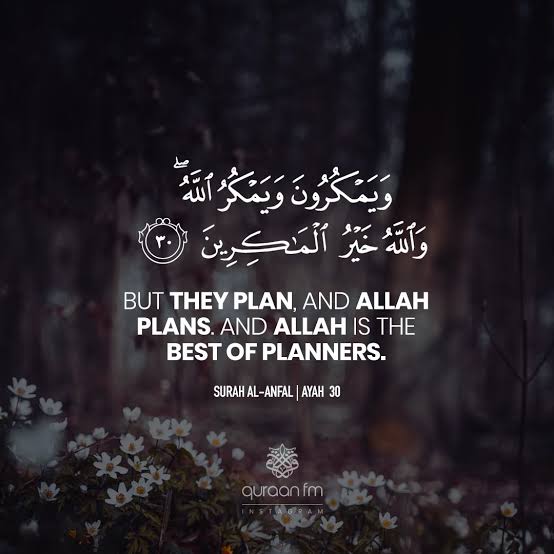 وَيَمْكُرُونَ وَيَمْكُرُ ٱللَّهُ ۖ
وَٱللَّهُ خَيْرُ ٱلْمَـٰكِرِينَ ٣٠
BUT THEY PLAN, AND ALLAH
PLANS. AND ALLAH IS THE
BEST OF PLANNERS.
SURAH AL-ANFAL | AYAH 30
quraan fm
INSTAGRAM